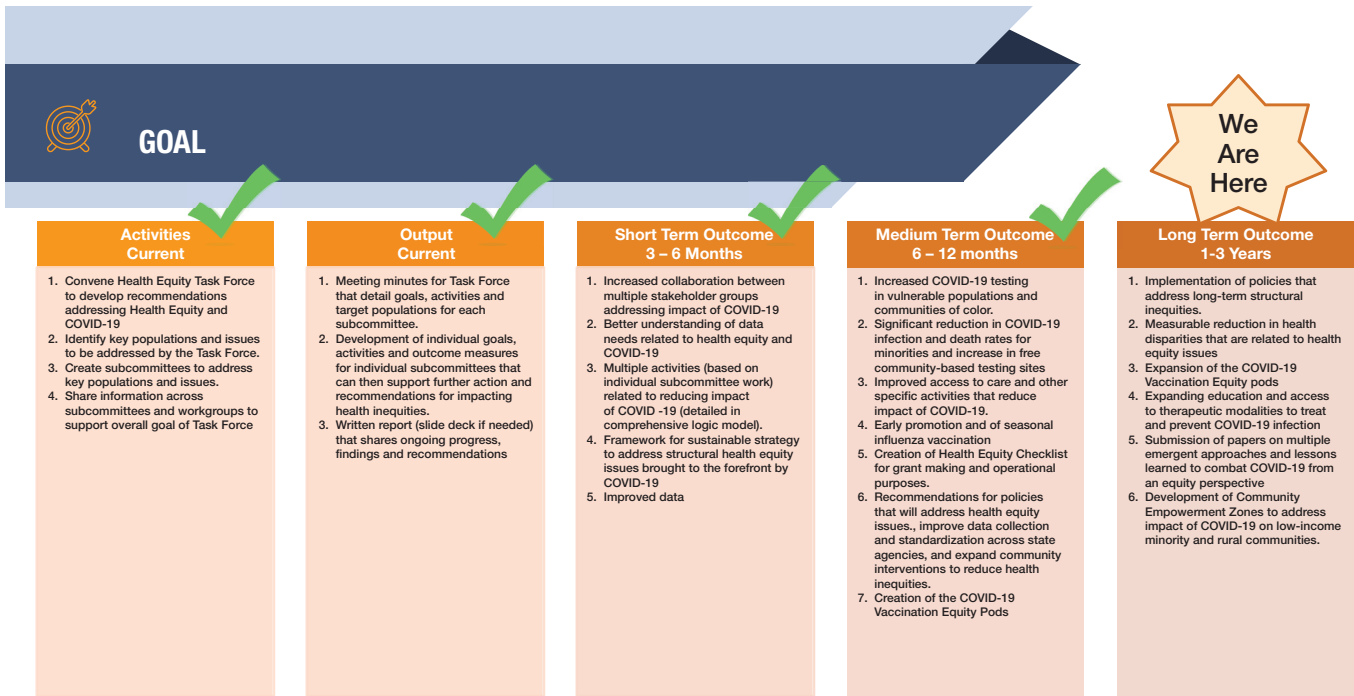 GOAL
We
Are
Here
Activities
Current
1. Convene Health Equity Task Force
to develop recommendations
addressing Health Equity and
COVID-19
2. Identify key populations and issues
to be addressed by the Task Force.
3. Create subcommittees to address
key populations and issues.
4. Share information across
subcommittees and workgroups to
support overall goal of Task Force
Output
Current
1. Meeting minutes for Task Force
that detail goals, activities and
target populations for each
subcommittee.
2. Development of individual goals,
activities and outcome measures
for individual subcommittees that
can then support further action and
recommendations for impacting
health inequities.
3. Written report (slide deck if needed)
that shares ongoing progress,
findings and recommendations
Short Term Outcome
3 – 6 Months
1. Increased collaboration between
multiple stakeholder groups
addressing impact of COVID-19
2. Better understanding of data
needs related to health equity and
COVID-19
3. Multiple activities (based on
individual subcommittee work)
related to reducing impact
of COVID -19 (detailed in
comprehensive logic model).
4. Framework for sustainable strategy
to address structural health equity
issues brought to the forefront by
COVID-19
5. Improved data
Medium Term Outcome
6 – 12 months
1. Increased COVID-19 testing
in vulnerable populations and
communities of color.
2. Significant reduction in COVID-19
infection and death rates for
minorities and increase in free
community-based testing sites
3. Improved access to care and other
specific activities that reduce
impact of COVID-19.
4. Early promotion and of seasonal
influenza vaccination
5. Creation of Health Equity Checklist
for grant making and operational
purposes.
6. Recommendations for policies
that will address health equity
issues., improve data collection
and standardization across state
agencies, and expand community
interventions to reduce health
inequities.
7. Creation of the COVID-19
Vaccination Equity Pods
Long Term Outcome
1-3 Years
1. Implementation of policies that
address long-term structural
inequities.
2. Measurable reduction in health
disparities that are related to health
equity issues
3. Expansion of the COVID-19
Vaccination Equity pods
4. Expanding education and access
to therapeutic modalities to treat
and prevent COVID-19 infection
5. Submission of papers on multiple
emergent approaches and lessons
learned to combat COVID-19 from
an equity perspective
6. Development of Community
Empowerment Zones to address
impact of COVID-19 on low-income
minority and rural communities.